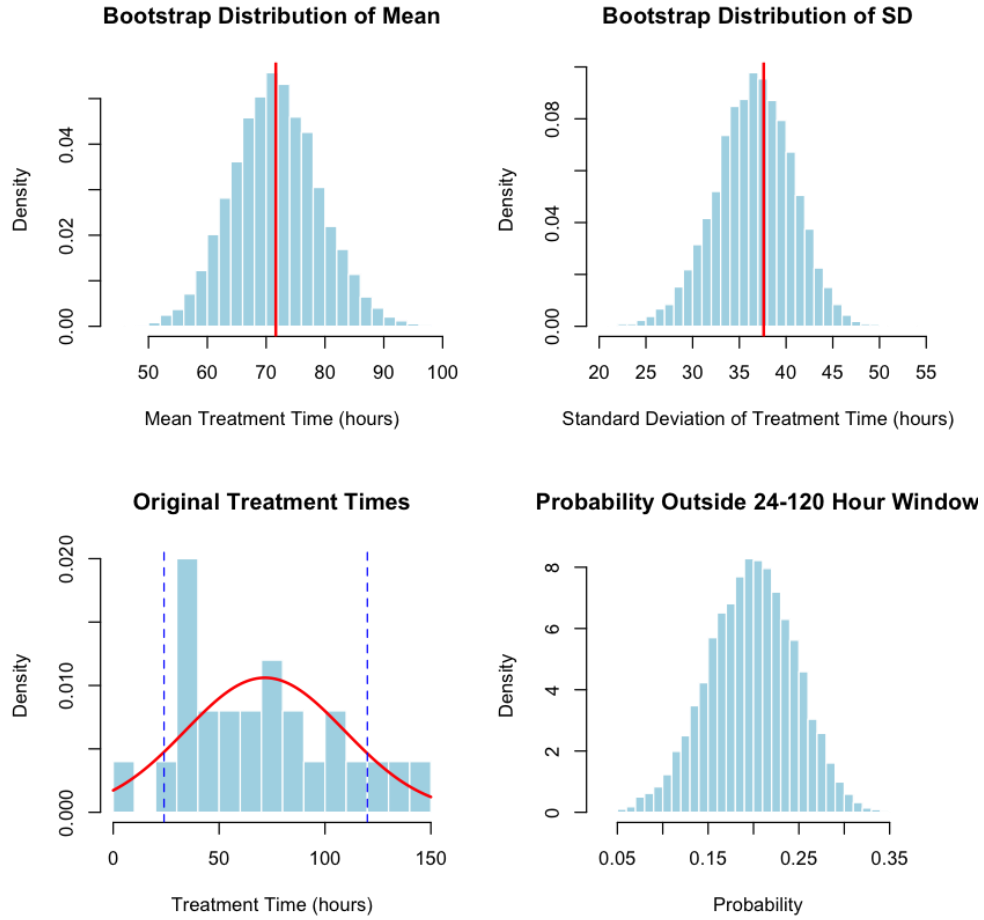 Bootstrap Distribution of Mean
Density
0.00
0.02
0.04
50 60 70 80 90 100
Mean Treatment Time (hours)
Bootstrap Distribution of SD
Density
0.00
0.04
0.08
20 25 30 35 40 45 50 55
Standard Deviation of Treatment Time (hours)
Original Treatment Times
Density
0.000
0.010
0.020
0 50 100 150
Treatment Time (hours)
Probability Outside 24-120 Hour Window
Density
0
2
4
6
8
0.05 0.15 0.25 0.35
Probability